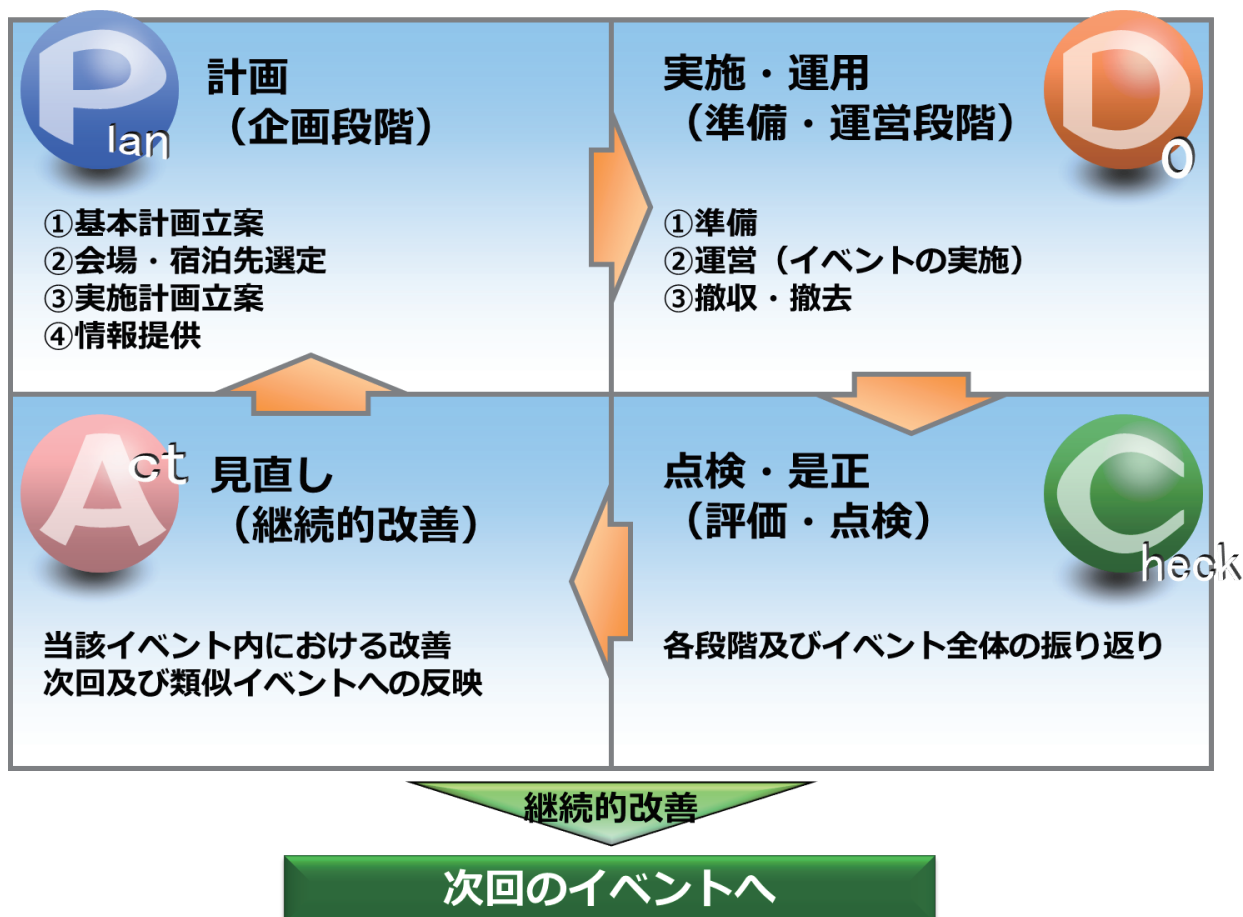 Plan
計画
（企画段階）
①基本計画立案
②会場・宿泊先選定
③実施計画立案
④情報提供
Do
実施・運用
（準備・運営段階）
①準備
②運営（イベントの実施）
③撤収・撤去
Act
見直し
（継続的改善）
当該イベント内における改善
次回及び類似イベントへの反映
Check
点検・是正
（評価・点検）
各段階及びイベント全体の振り返り
継続的改善
次回のイベントへ